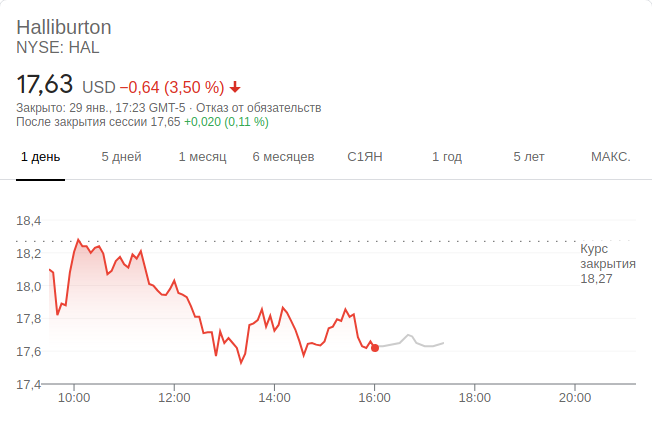 Halliburton
NYSE: HAL
17,63 USD −0,64 (3,50 %)
Закрыто: 29 янв., 17:23 GMT-5 · Отказ от обязательств
После закрытия сессии 17,65 +0,020 (0,11 %)
1 день 5 дней 1 месяц 6 месяцев С1ЯН 1 год 5 лет МАКС.
18,4
18,2
18,0
17,8
17,6
17,4
Курс
закрытия
18,27
10:00 12:00 14:00 16:00 18:00 20:00